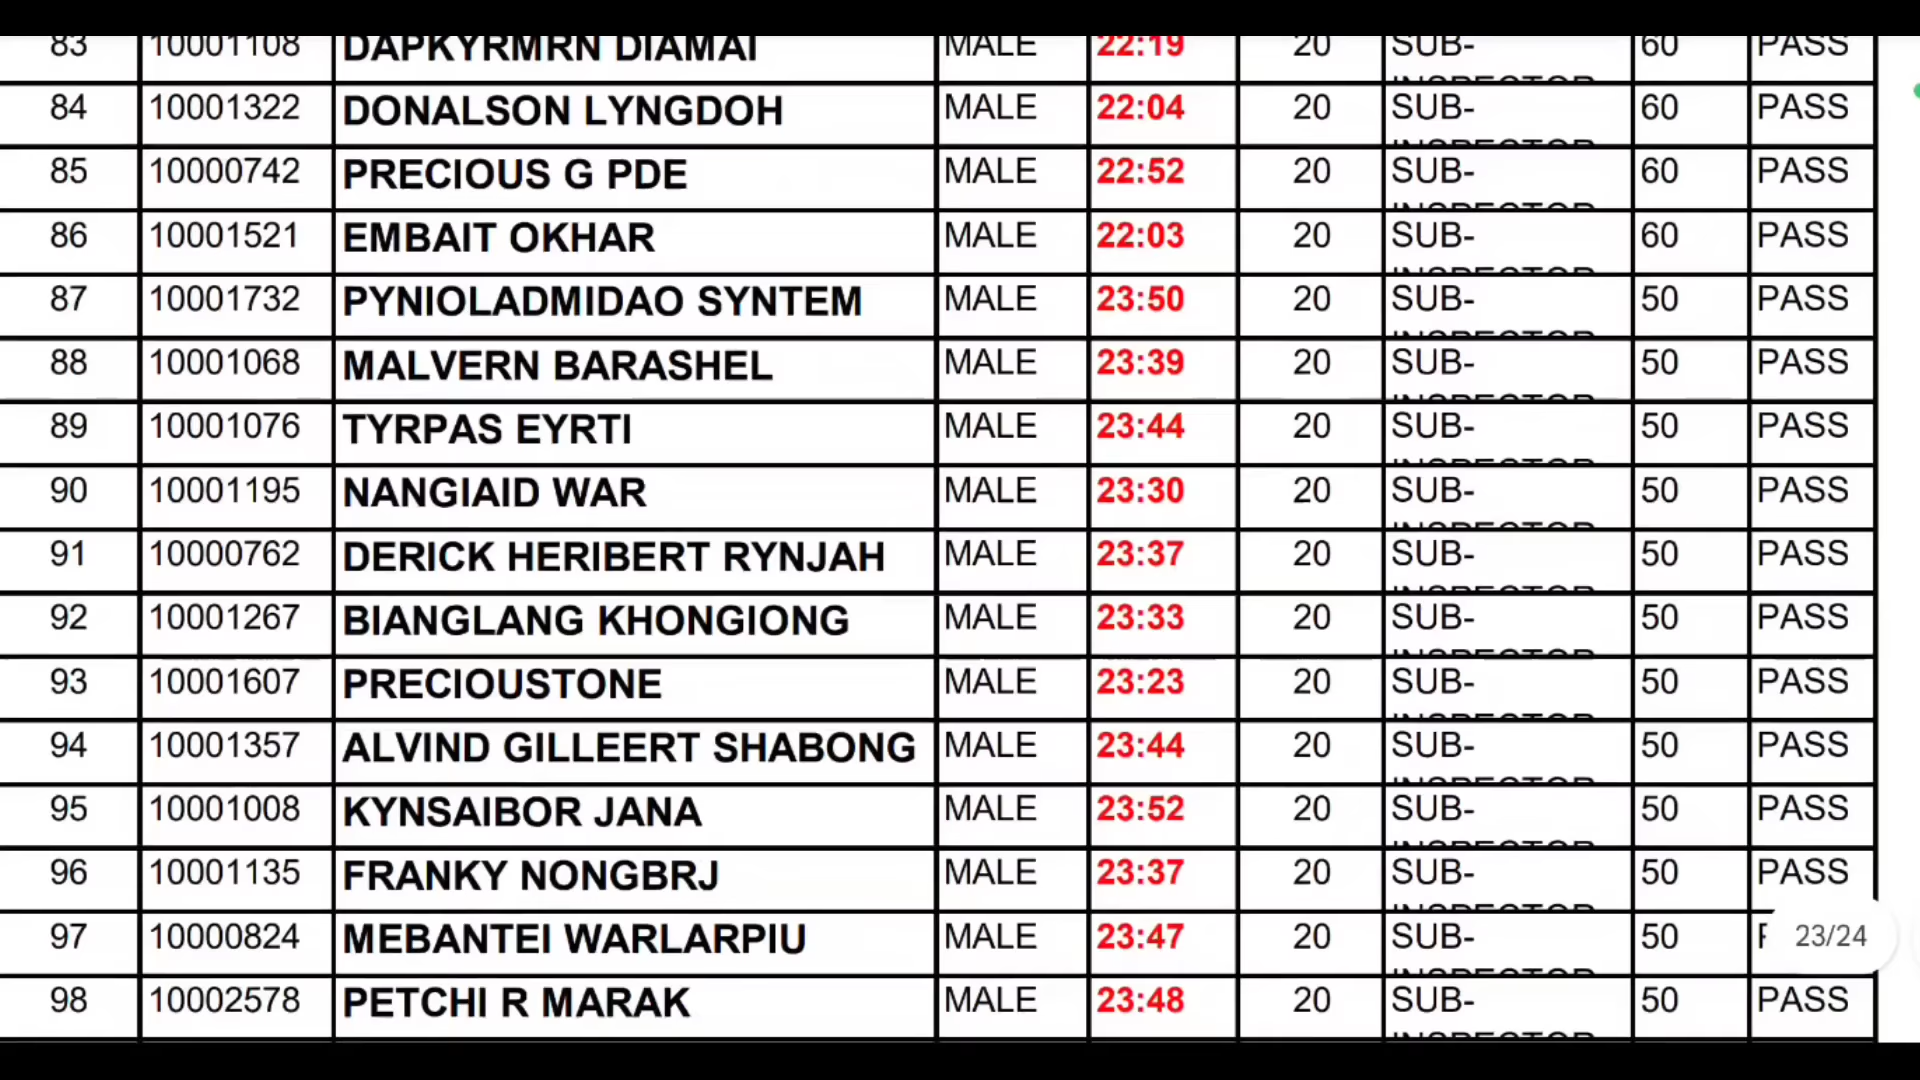 83 10001108 DAPKYRMRN DIAMAI MALE 22:19 20 SUB-INSPECTOR 60 PASS
84 10001322 DONALSON LYNGDOH MALE 22:04 20 SUB-INSPECTOR 60 PASS
85 10000742 PRECIOUS G PDE MALE 22:52 20 SUB-INSPECTOR 60 PASS
86 10001521 EMBAIT OKHAR MALE 22:03 20 SUB-INSPECTOR 60 PASS
87 10001732 PYNIOLADMIDAO SYNTEM MALE 23:50 20 SUB-INSPECTOR 50 PASS
88 10001068 MALVERN BARASHEL MALE 23:39 20 SUB-INSPECTOR 50 PASS
89 10001076 TYRPAS EYRTI MALE 23:44 20 SUB-INSPECTOR 50 PASS
90 10001195 NANGIAID WAR MALE 23:30 20 SUB-INSPECTOR 50 PASS
91 10000762 DERICK HERIBERT RYNJAH MALE 23:37 20 SUB-INSPECTOR 50 PASS
92 10001267 BIANGLANG KHONGIONG MALE 23:33 20 SUB-INSPECTOR 50 PASS
93 10001607 PRECIOUSTONE MALE 23:23 20 SUB-INSPECTOR 50 PASS
94 10001357 ALVIND GILLEERT SHABONG MALE 23:44 20 SUB-INSPECTOR 50 PASS
95 10001008 KYNSAIBOR JANA MALE 23:52 20 SUB-INSPECTOR 50 PASS
96 10001135 FRANKY NONGBRJ MALE 23:37 20 SUB-INSPECTOR 50 PASS
97 10000824 MEBANTEI WARLARPIU MALE 23:47 20 SUB-INSPECTOR 50
23/24
98 10002578 PETCHI R MARAK MALE 23:48 20 SUB-INSPECTOR 50 PASS